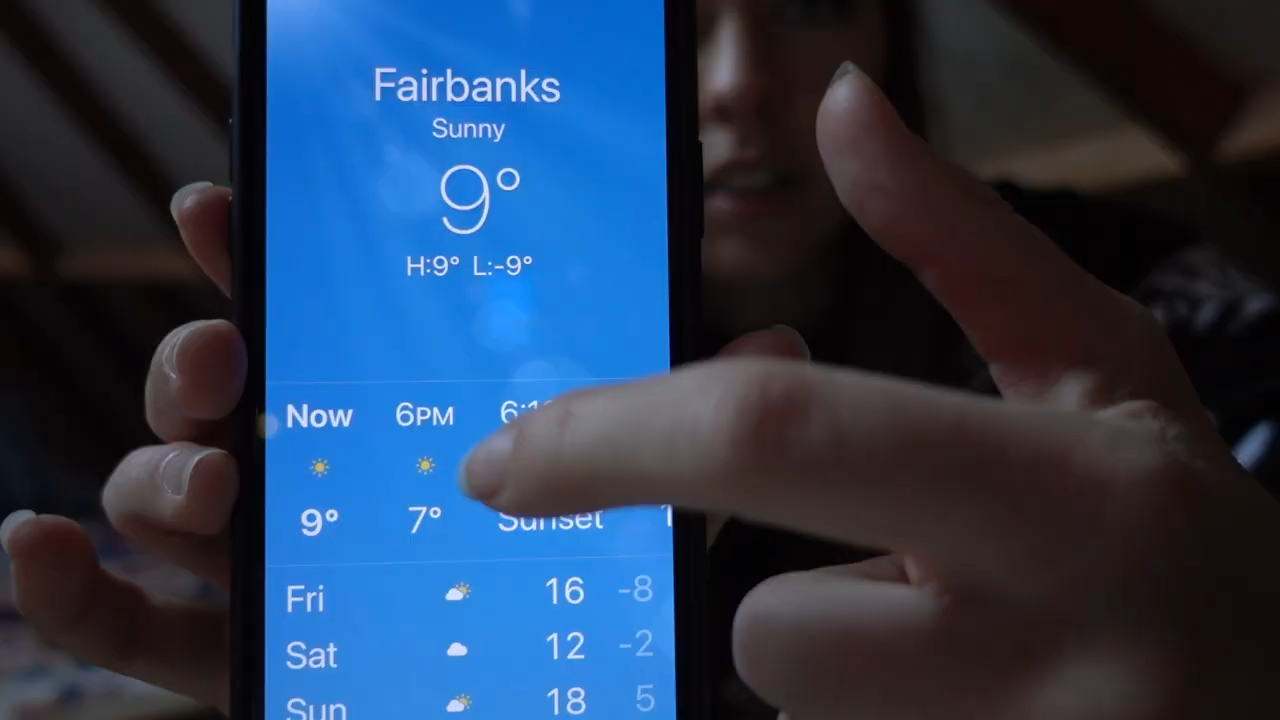 Fairbanks
Sunny
9°
H:9° L:-9°
Now 6PM
9° 7° Sunset
Fri 16 -8
Sat 12 -2
Sun 18 5